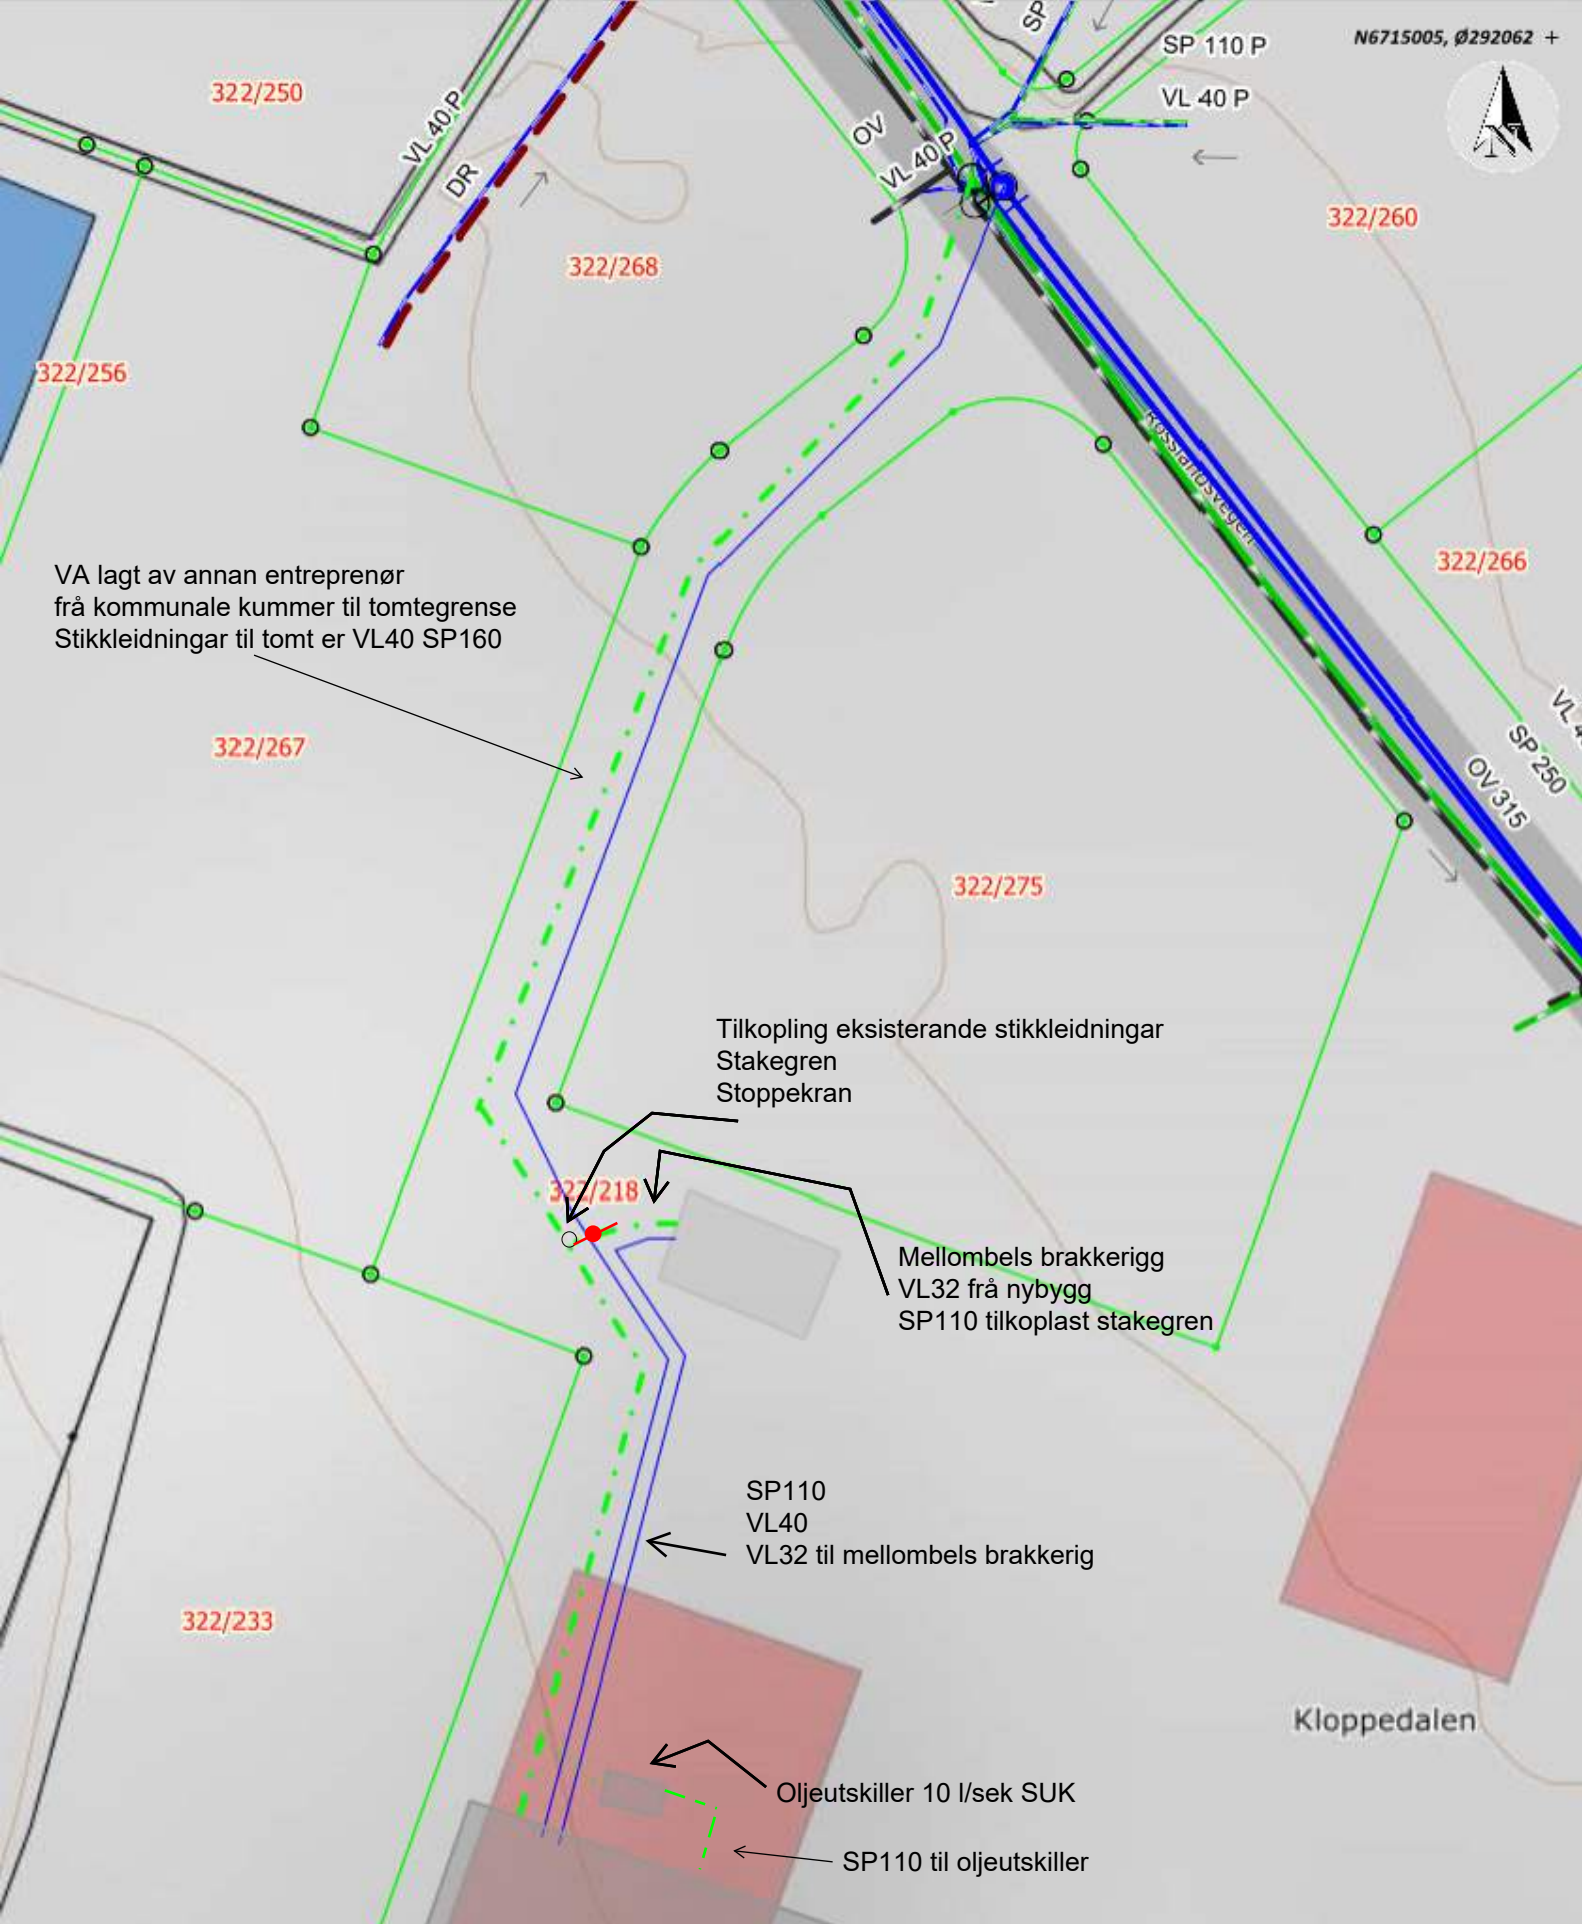 N6715005, Ø292062 +
SP
SP 110 P
VL 40 P
322/250
VL 40 P
DR
OV
VL 40 P
N
322/260
322/268
322/256
Rosslandsvegen
322/266
VA lagt av annan entreprenør
frå kommunale kummer til tomtegrense
Stikkleidningar til tomt er VL40 SP160
322/267
VL 4
SP 250
OV 315
322/275
Tilkopling eksisterande stikkleidningar
Stakegren
Stoppekran
322/218
Mellombels brakkerigg
VL32 frå nybygg
SP110 tilkoplast stakegren
SP110
VL40
VL32 til mellombels brakkerig
322/233
Kloppedalen
Oljeutskiller 10 l/sek SUK
SP110 til oljeutskiller